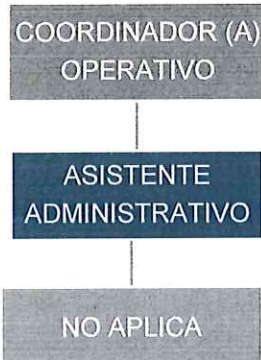 COORDINADOR (A)
OPERATIVO
ASISTENTE
ADMINISTRATIVO
NO APLICA